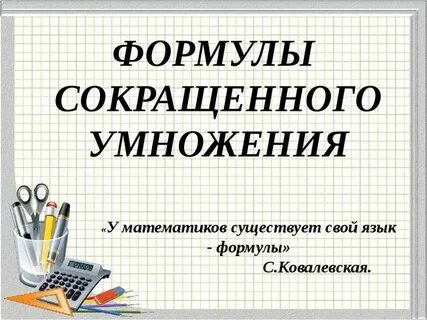 ФОРМУЛЫ
СОКРАЩЕННОГО
УМНОЖЕНИЯ
«У математиков существует свой язык
- формулы»
С.Ковалевская.